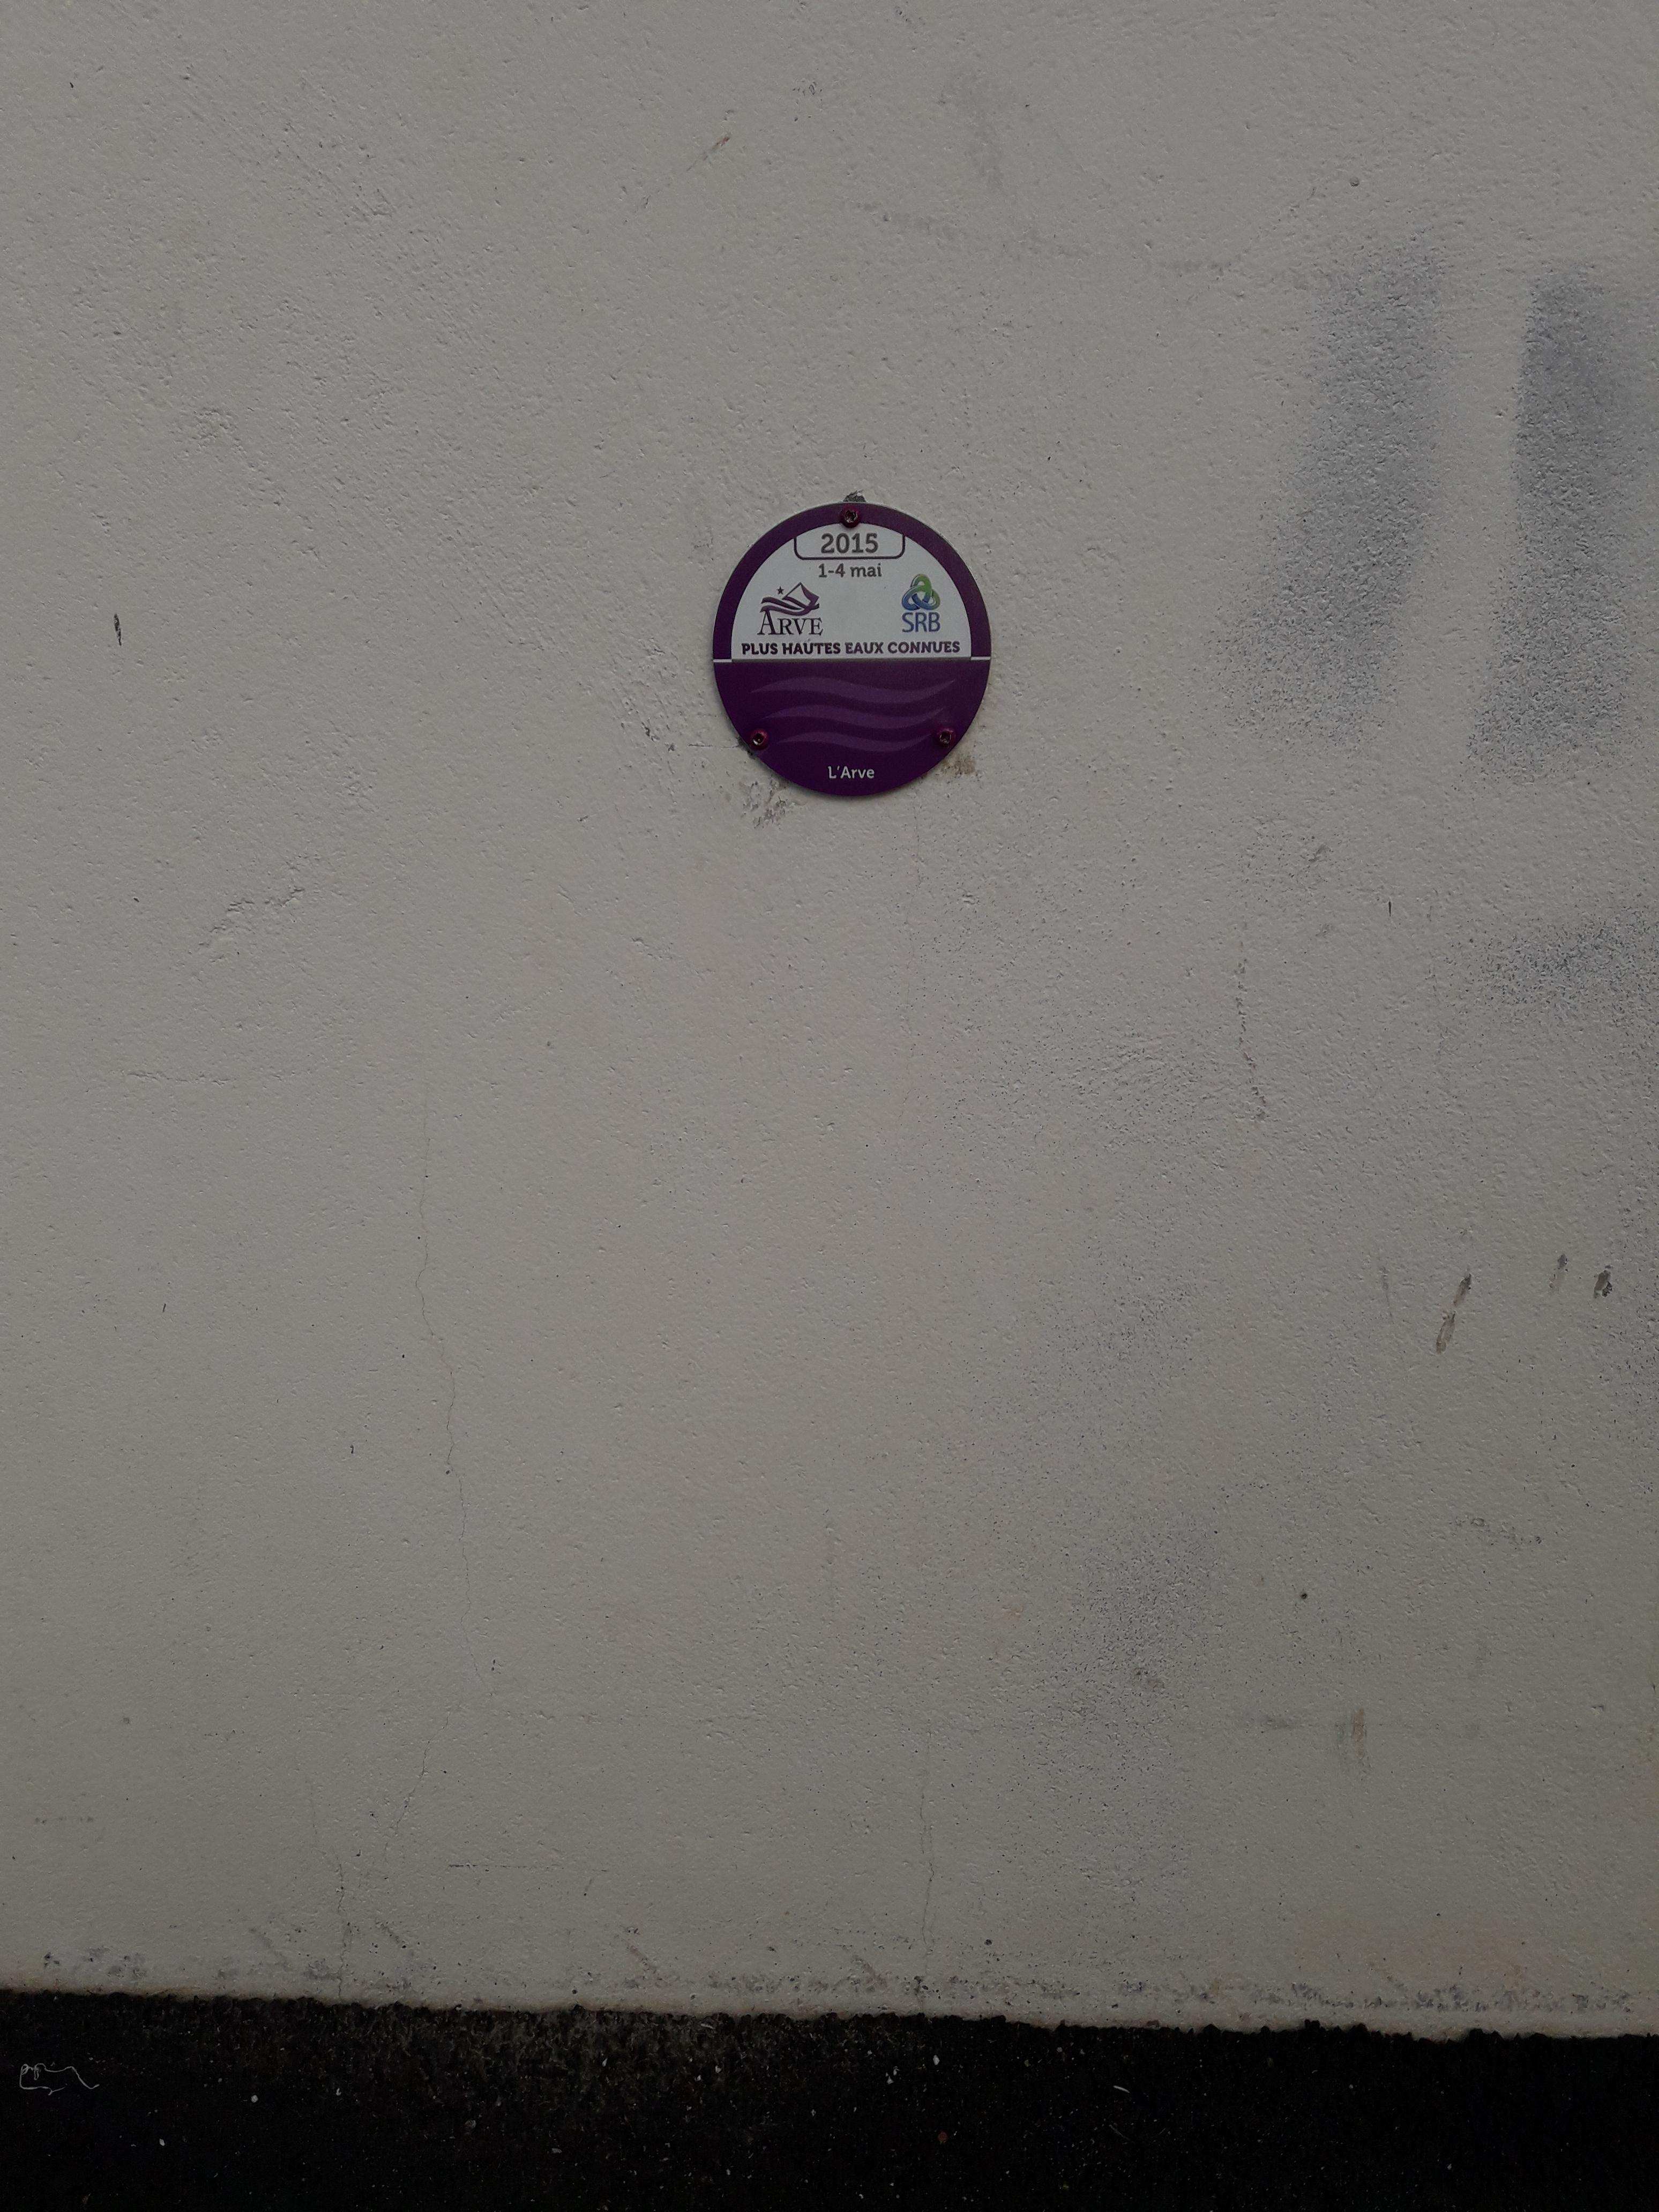 2015
1-4 mai
ARVE
SRB
PLUS HAUTES EAUX CONNUES
L'Arve